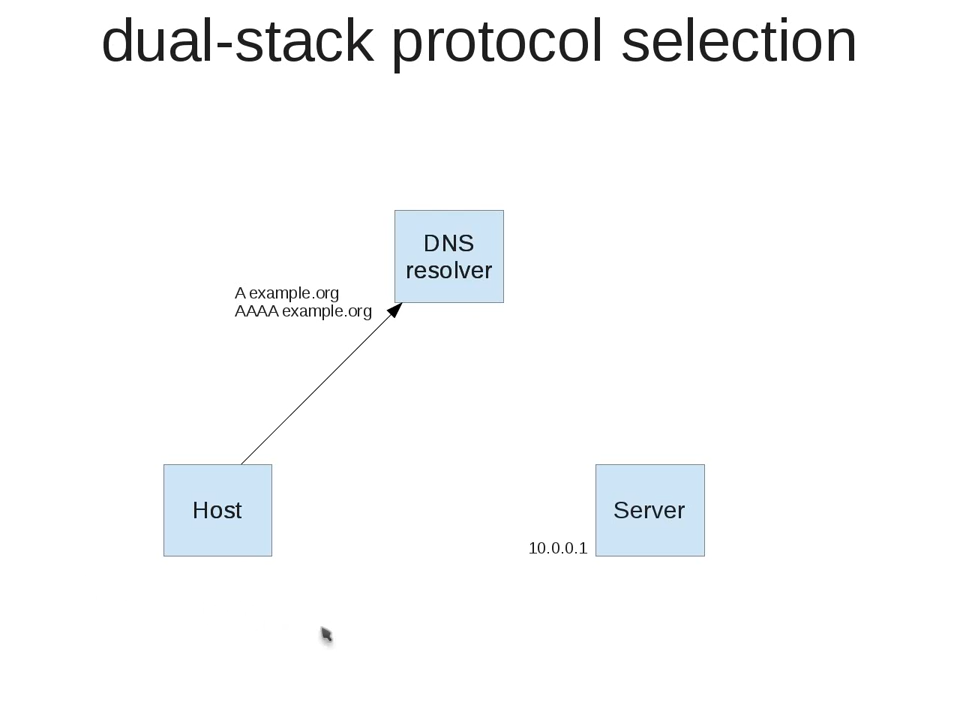 dual-stack protocol selection
DNS
resolver
A example.org
AAAA example.org
Host
Server
10.0.0.1